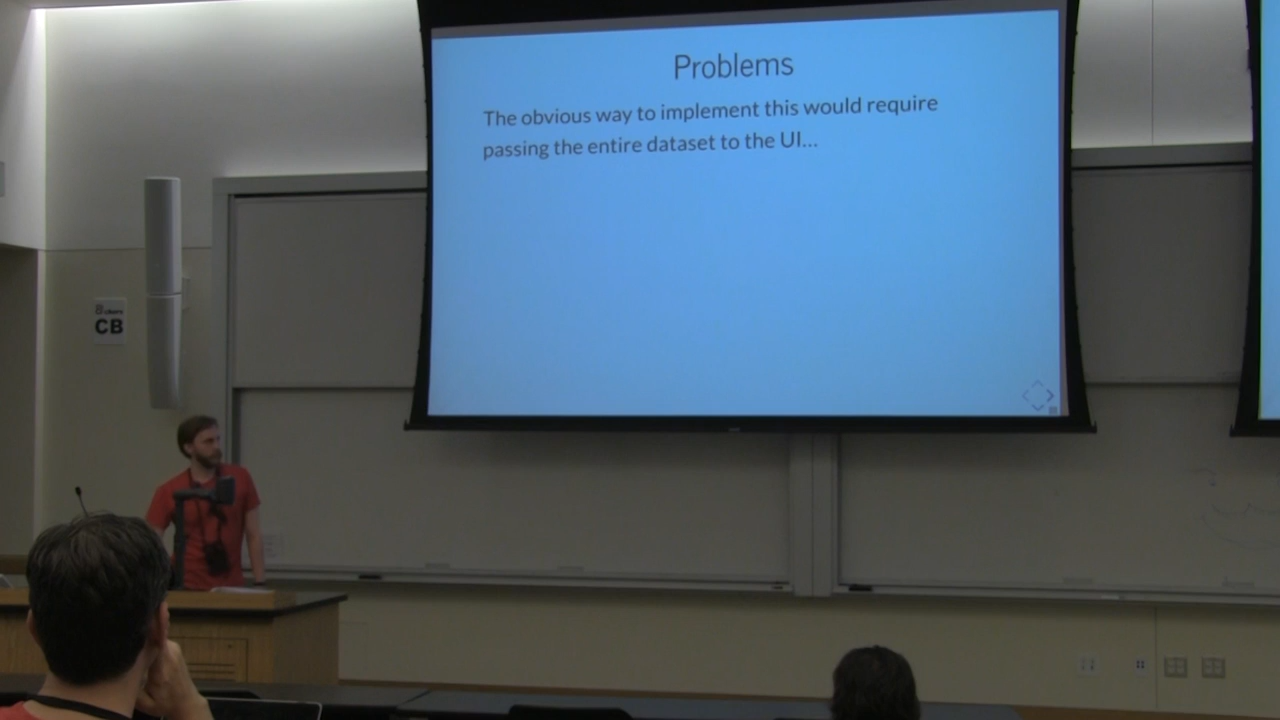 Problems
The obvious way to implement this would require
passing the entire dataset to the UI...
CB